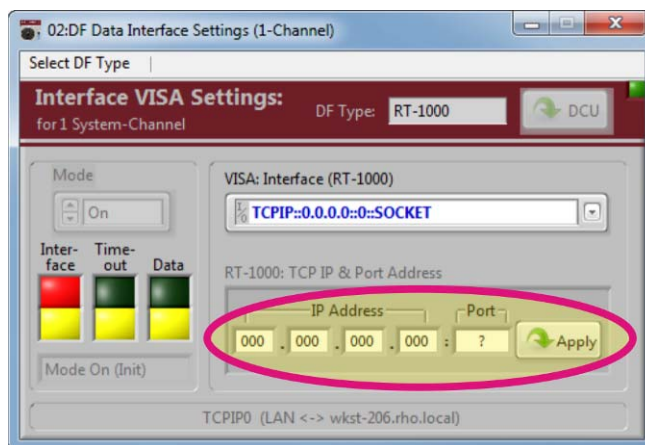 02:DF Data Interface Settings (1-Channel)
Select DF Type
Interface VISA Settings:
for 1 System-Channel
DF Type: RT-1000
DCU
Mode
On
Inter-
face
Time-
out
Data
Mode On (Init)
VISA: Interface (RT-1000)
I/O TCPIP::0.0.0.0::0::SOCKET
RT-1000: TCP IP & Port Address
IP Address Port
000 . 000 . 000 . 000 : ? Apply
TCPIP0 (LAN <-> wkst-206.rho.local)